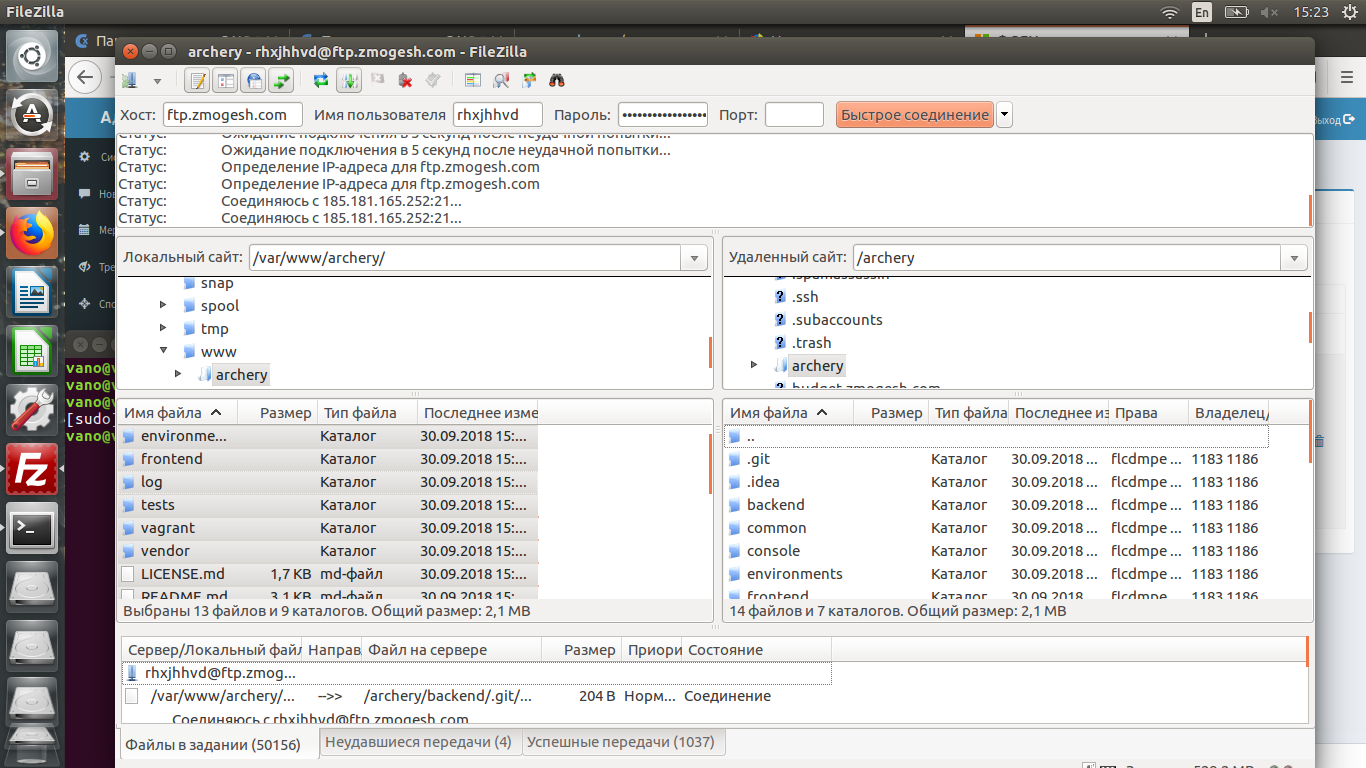 FileZilla
En
15:23
archery - rhxjhhvd@ftp.zmogesh.com - FileZilla
Хост: ftp.zmogesh.com Имя пользователя rhxjhhvd Пароль: •••••••••••••••• Порт: Быстрое соединение
Выход
Статус: Ожидание подключения в 5 секунд после неудачной попытки...
Статус: Ожидание подключения в 5 секунд после неудачной попытки...
Статус: Определение IP-адреса для ftp.zmogesh.com
Статус: Определение IP-адреса для ftp.zmogesh.com
Статус: Соединяюсь с 185.181.165.252:21...
Статус: Соединяюсь с 185.181.165.252:21...
Локальный сайт: /var/www/archery/
snap
spool
tmp
www
archery
Удаленный сайт: /archery
.spamassassin
.ssh
.subaccounts
.trash
archery
budget.zmogesh.com
vano@v
vano@v
vano@v
[sudo]
vano@v
Имя файла Размер Тип файла Последнее изме
environme... Каталог 30.09.2018 15:...
frontend Каталог 30.09.2018 15:...
log Каталог 30.09.2018 15:...
tests Каталог 30.09.2018 15:...
vagrant Каталог 30.09.2018 15:...
vendor Каталог 30.09.2018 15:...
LICENSE.md 1,7 KB md-файл 30.09.2018 15:...
README.md 3,1 KB md-файл 30.09.2018 15:...
Выбраны 13 файлов и 9 каталогов. Общий размер: 2,1 MB
Имя файла Размер Тип файла Последнее из Права Владелец/
..
.git Каталог 30.09.2018 ... flcdmpe ... 1183 1186
.idea Каталог 30.09.2018 ... flcdmpe ... 1183 1186
backend Каталог 30.09.2018 ... flcdmpe ... 1183 1186
common Каталог 30.09.2018 ... flcdmpe ... 1183 1186
console Каталог 30.09.2018 ... flcdmpe ... 1183 1186
environments Каталог 30.09.2018 ... flcdmpe ... 1183 1186
frontend Каталог 30.09.2018 ... flcdmpe ... 1183 1186
14 файлов и 7 каталогов. Общий размер: 2,1 MB
Сервер/Локальный файл Направ Файл на сервере Размер Приори Состояние
rhxjhhvd@ftp.zmog...
/var/www/archery/... -->> /archery/backend/.git/... 204 B Норм... Соединение
Соединяюсь с rhxjhhvd@ftp.zmogesh.com
Файлы в задании (50156) Неудавшиеся передачи (4) Успешные передачи (1037)